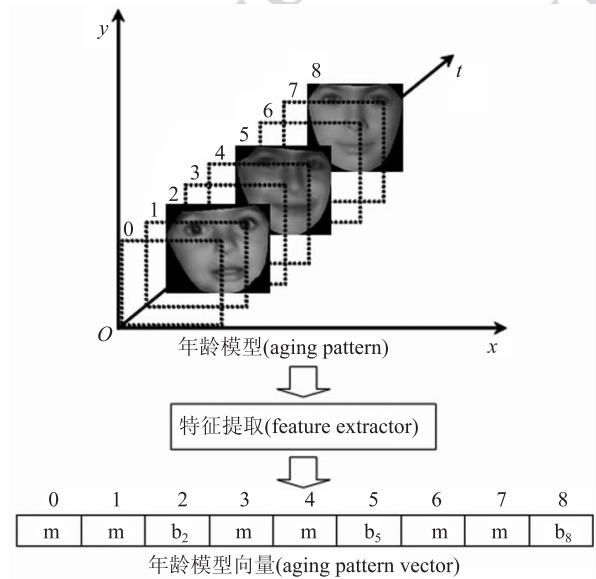 y
t
8
7
6
5
4
3
2
1
0
O
x
年龄模型(aging pattern)
特征提取(feature extractor)
0 1 2 3 4 5 6 7 8
m m b₂ m m b₅ m m b₈
年龄模型向量(aging pattern vector)